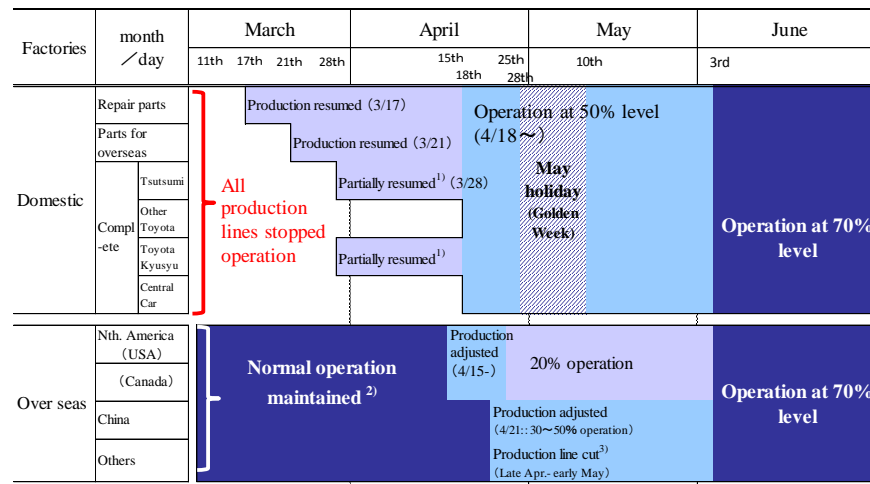 Factories
month
／day
March
April
May
June
11th 17th 21th 28th
15th
18th
25th
28th
10th
3rd
Domestic
Repair parts
Parts for
overseas
Compl
-ete
Tsutsumi
Other
Toyota
Toyota
Kyusyu
Central
Car
All
production
lines stopped
operation
Production resumed（3/17）
Production resumed（3/21）
Partially resumed1)（3/28）
Partially resumed1)
Operation at 50% level
(4/18〜)
May
holiday
(Golden
Week)
Operation at 70%
level
Over seas
Nth. America
（USA）
（Canada）
China
Others
Normal operation
maintained 2)
Production
adjusted
(4/15-)
20% operation
Production adjusted
(4/21:: 30〜50% operation)
Production line cut3)
(Late Apr.- early May)
Operation at 70%
level